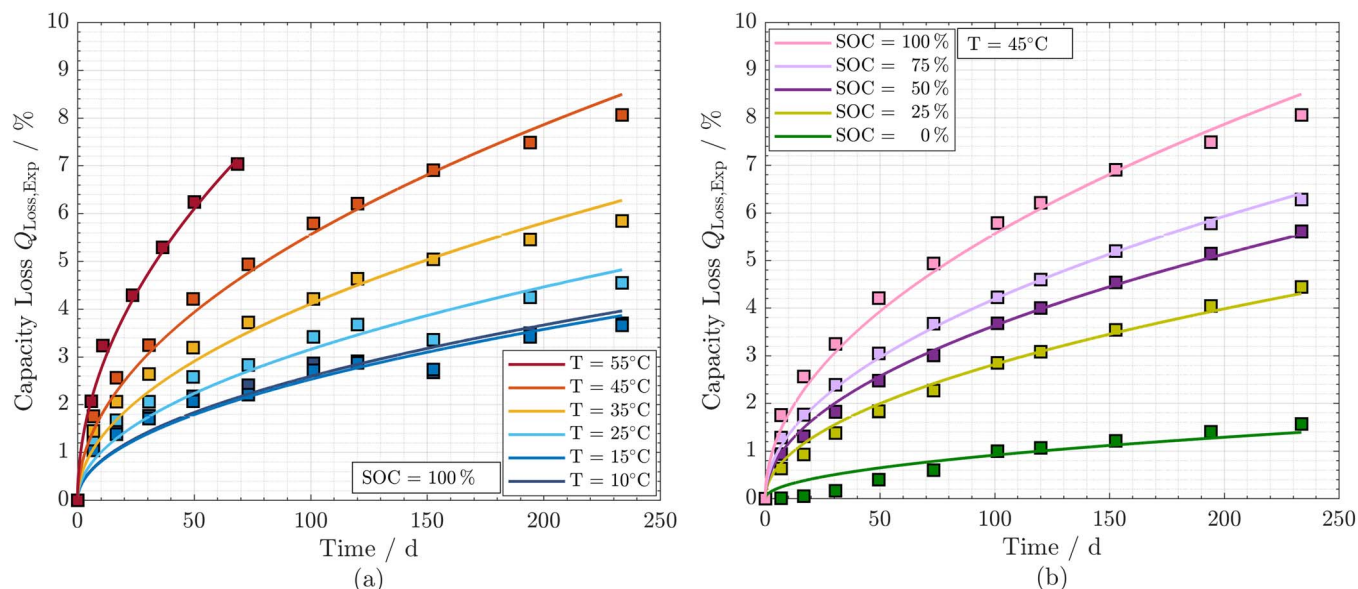 Capacity Loss Q_Loss,Exp / %
10
9
8
7
6
5
4
3
2
1
0
T = 55°C
T = 45°C
T = 35°C
T = 25°C
T = 15°C
T = 10°C
SOC = 100 %
0 50 100 150 200 250
Time / d
(a)
Capacity Loss Q_Loss,Exp / %
10
9
8
7
6
5
4
3
2
1
0
SOC = 100 %
SOC = 75 %
SOC = 50 %
SOC = 25 %
SOC = 0 %
T = 45°C
0 50 100 150 200 250
Time / d
(b)